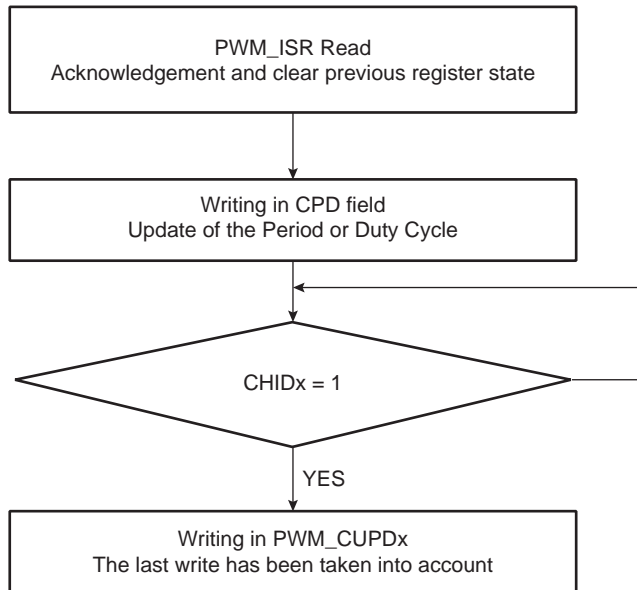 PWM_ISR Read
Acknowledgement and clear previous register state
Writing in CPD field
Update of the Period or Duty Cycle
CHIDx = 1
YES
Writing in PWM_CUPDx
The last write has been taken into account